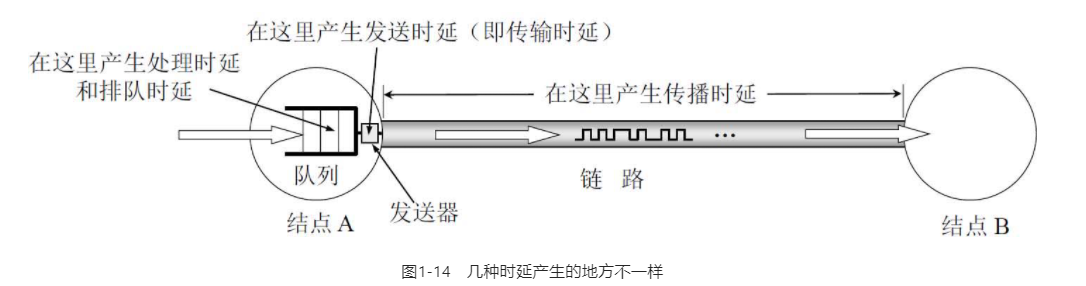 在这里产生发送时延（即传输时延）
在这里产生处理时延
和排队时延
在这里产生传播时延
队列
···
链 路
结点 A
发送器
结点 B
图1-14 几种时延产生的地方不一样